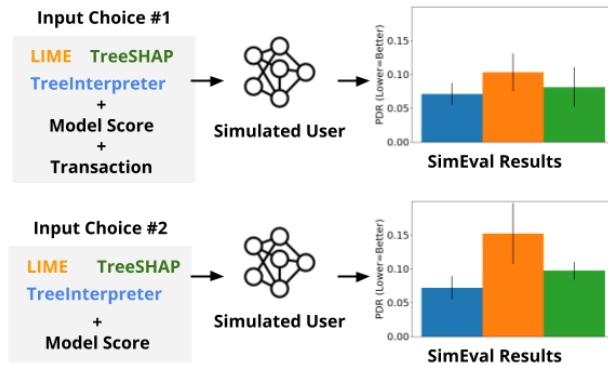 Input Choice #1
LIME TreeSHAP
TreeInterpreter
+
Model Score
+
Transaction
Simulated User
PDR (Lower=Better)
0.15
0.10
0.05
0.00
SimEval Results
Input Choice #2
LIME TreeSHAP
TreeInterpreter
+
Model Score
Simulated User
PDR (Lower=Better)
0.15
0.10
0.05
0.00
SimEval Results